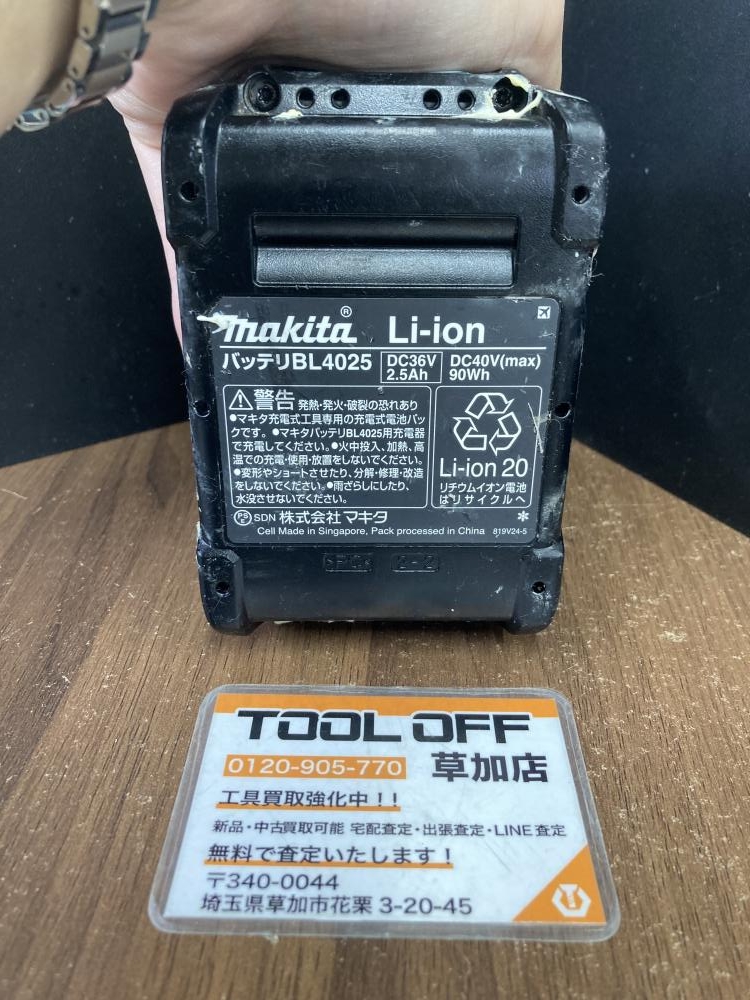 makita® Li-ion
バッテリBL4025 DC36V 2.5Ah DC40V(max) 90Wh
警告 発熱・発火・破裂の恐れあり
●マキタ充電式工具専用の充電式電池パッ
クです。●マキタバッテリBL4025用充電器
で充電してください。●火中投入、加熱、高
温での充電・使用・放置をしないでください。
●変形やショートさせたり、分解・修理・改造
をしないでください。●雨ざらしにしたり、
水没させないでください。
Li-ion 20
リチウムイオン電池
はリサイクルへ
PSE SDN 株式会社マキタ *
Cell Made in Singapore, Pack processed in China 819V24-5
>PC<
TOOL OFF
0120-905-770 草加店
工具買取強化中!!
新品・中古買取可能 宅配査定・出張査定・LINE査定
無料で査定いたします!
〒340-0044
埼玉県草加市花栗 3-20-45